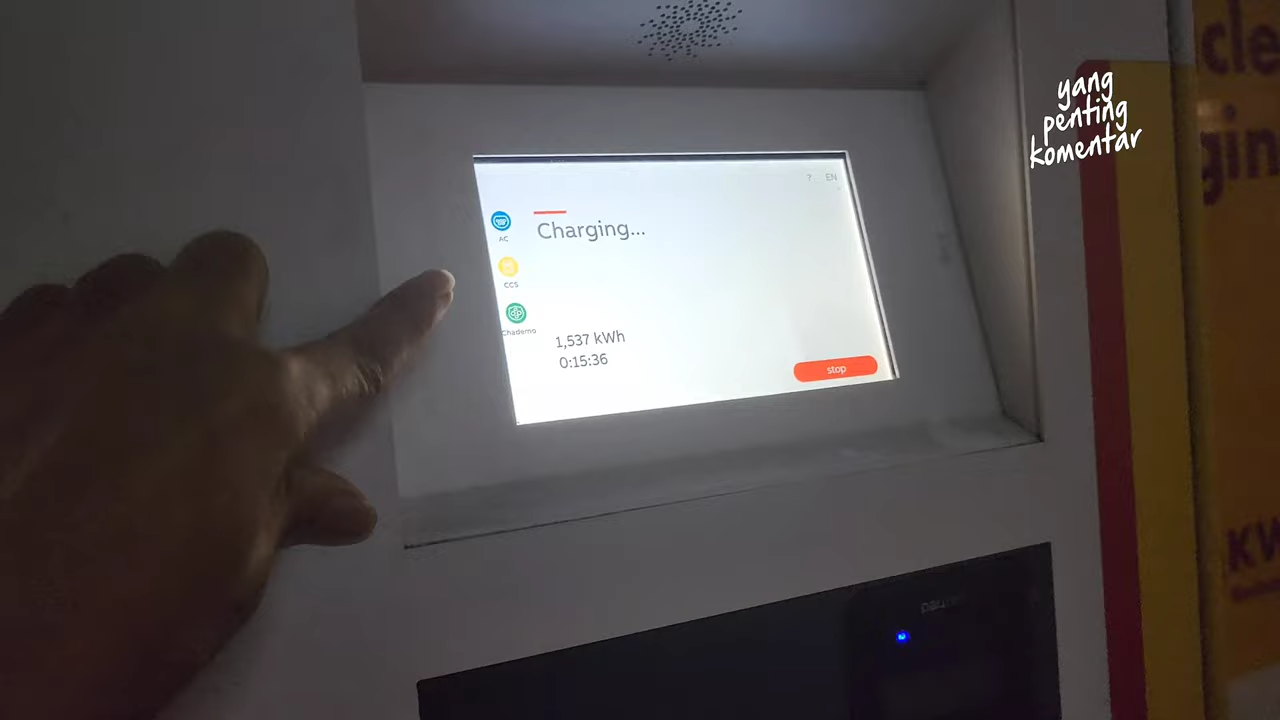 yang
penting
komentar
? EN
Charging...
AC
CCS
Chademo
1,537 kWh
0:15:36
stop